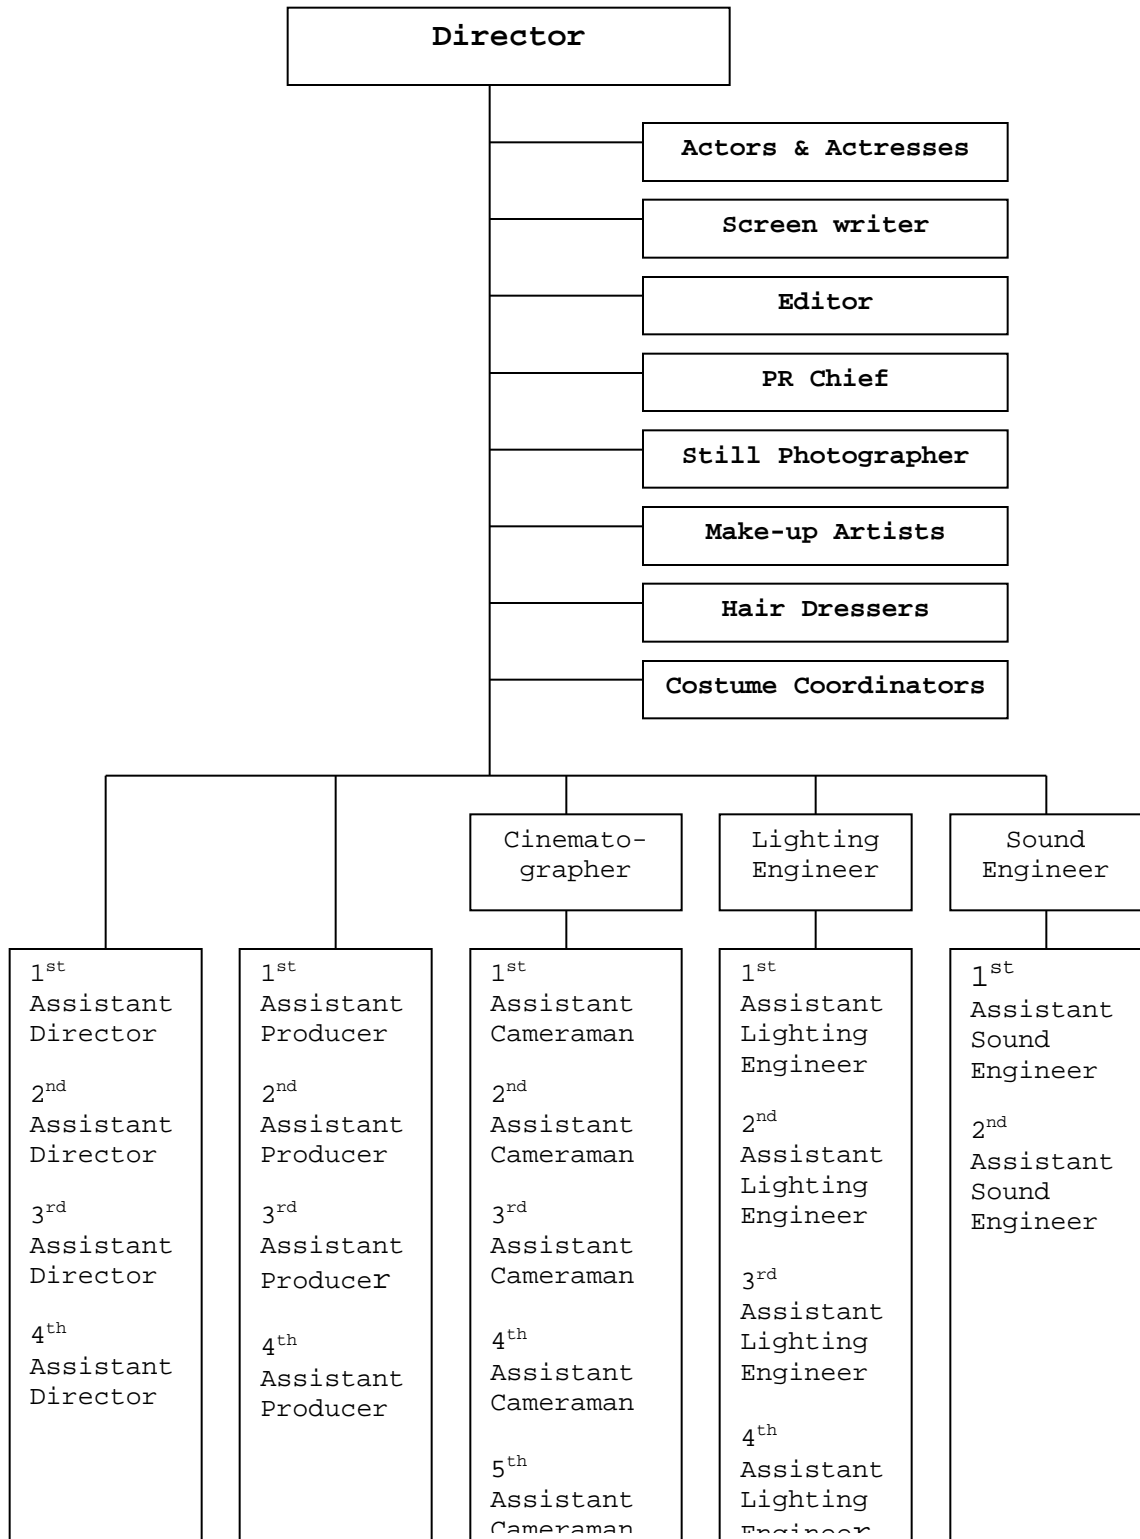 Director
Actors & Actresses
Screen writer
Editor
PR Chief
Still Photographer
Make-up Artists
Hair Dressers
Costume Coordinators
Cinemato-
grapher
Lighting
Engineer
Sound
Engineer
1st
Assistant
Director
2nd
Assistant
Director
3rd
Assistant
Director
4th
Assistant
Director
1st
Assistant
Producer
2nd
Assistant
Producer
3rd
Assistant
Producer
4th
Assistant
Producer
1st
Assistant
Cameraman
2nd
Assistant
Cameraman
3rd
Assistant
Cameraman
4th
Assistant
Cameraman
5th
Assistant
Cameraman
1st
Assistant
Lighting
Engineer
2nd
Assistant
Lighting
Engineer
3rd
Assistant
Lighting
Engineer
4th
Assistant
Lighting
Engineer
1st
Assistant
Sound
Engineer
2nd
Assistant
Sound
Engineer